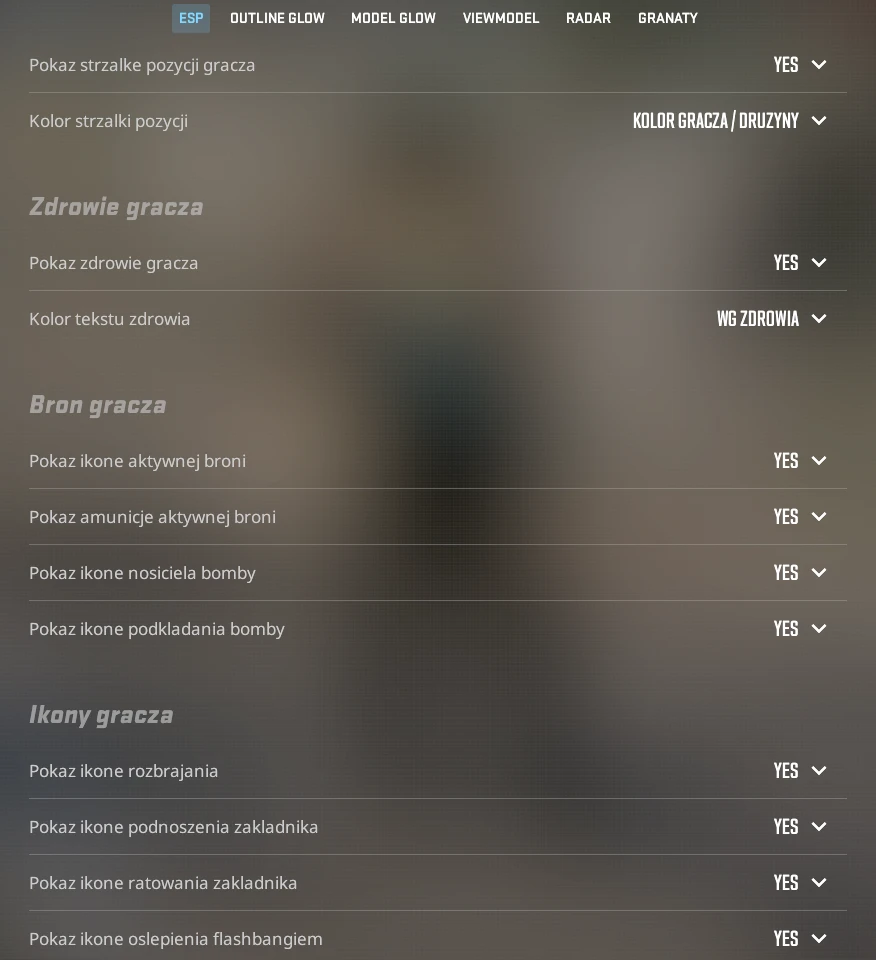 ESP OUTLINE GLOW MODEL GLOW VIEWMODEL RADAR GRANATY
Pokaz strzalke pozycji gracza YES
Kolor strzalki pozycji KOLOR GRACZA / DRUZYNY
Zdrowie gracza
Pokaz zdrowie gracza YES
Kolor tekstu zdrowia WG ZDROWIA
Bron gracza
Pokaz ikone aktywnej broni YES
Pokaz amunicje aktywnej broni YES
Pokaz ikone nosiciela bomby YES
Pokaz ikone podkladania bomby YES
Ikony gracza
Pokaz ikone rozbrajania YES
Pokaz ikone podnoszenia zakladnika YES
Pokaz ikone ratowania zakladnika YES
Pokaz ikone oslepienia flashbangiem YES